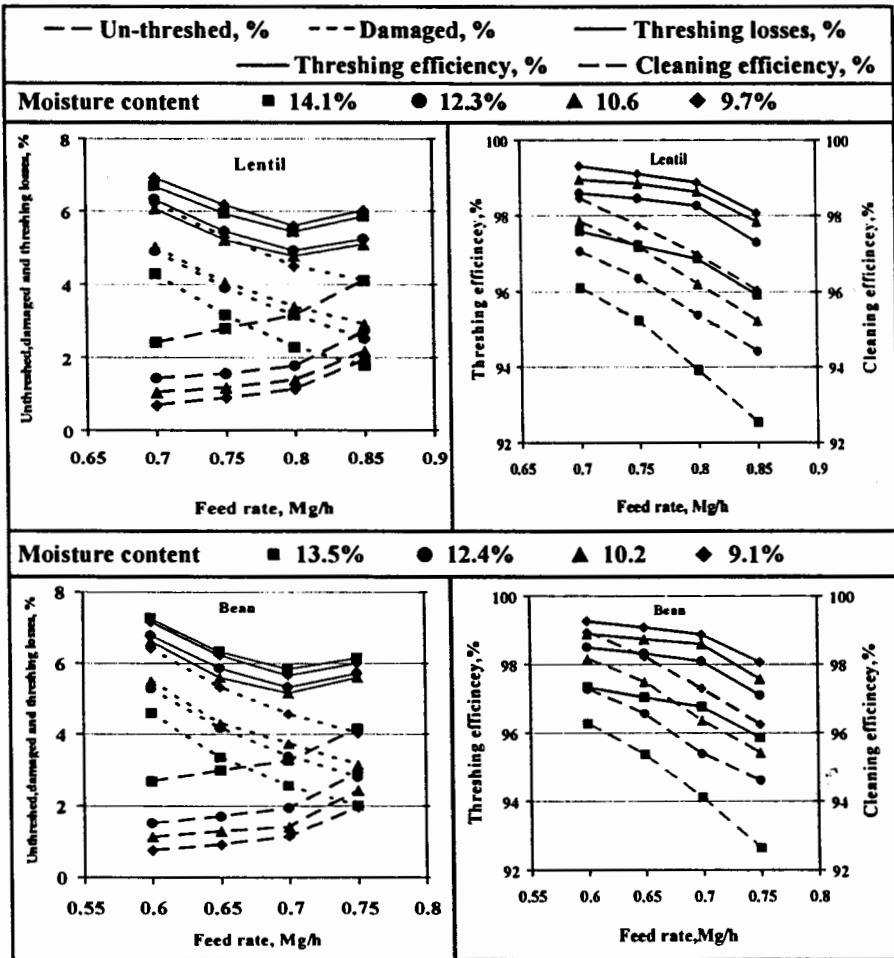 Un-threshed, % Damaged, % Threshing losses, %
Threshing efficiency, % Cleaning efficiency, %
Moisture content 14.1% 12.3% 10.6 9.7%
Unthreshed,damaged and threshing losses, %
8
6
4
2
0
Lentil
0.65 0.7 0.75 0.8 0.85 0.9
Feed rate, Mg/h
Threshing efficincey,%
100
98
96
94
92
Lentil
100
98
96
94
92
Cleaning efficiency,%
0.65 0.7 0.75 0.8 0.85 0.9
Feed rate, Mg/h
Moisture content 13.5% 12.4% 10.2 9.1%
Unthreshed,damaged and threshing losses, %
8
6
4
2
0
Bean
0.55 0.6 0.65 0.7 0.75 0.8
Feed rate, Mg/h
Threshing efficincey,%
100
98
96
94
92
Bean
100
98
96
94
92
Cleaning efficiency,%
0.55 0.6 0.65 0.7 0.75 0.8
Feed rate,Mg/h